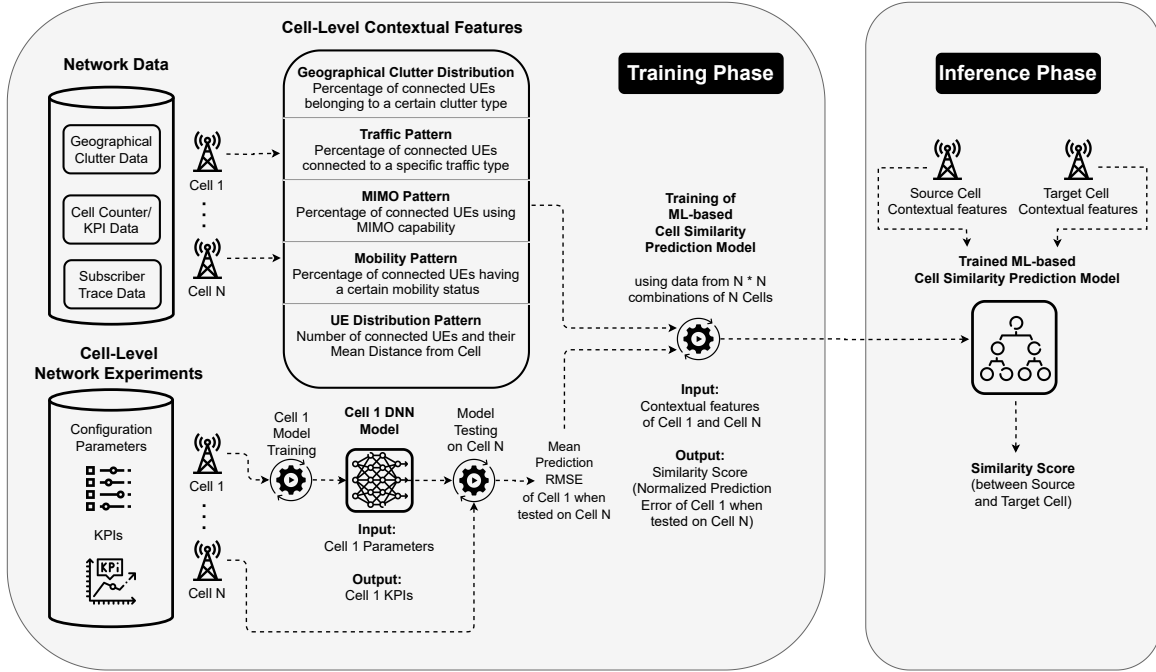 Cell-Level Contextual Features
Network Data
Geographical
Clutter Data
Cell Counter/
KPI Data
Subscriber
Trace Data
Cell 1
Cell N
Geographical Clutter Distribution
Percentage of connected UEs
belonging to a certain clutter type
Traffic Pattern
Percentage of connected UEs
connected to a specific traffic type
MIMO Pattern
Percentage of connected UEs using
MIMO capability
Mobility Pattern
Percentage of connected UEs having
a certain mobility status
UE Distribution Pattern
Number of connected UEs and their
Mean Distance from Cell
Training Phase
Training of
ML-based
Cell Similarity
Prediction Model
using data from N * N
combinations of N Cells
Input:
Contextual features
of Cell 1 and Cell N
Output:
Similarity Score
(Normalized Prediction
Error of Cell 1 when
tested on Cell N)
Cell-Level
Network Experiments
Configuration
Parameters
KPIs
KPi
Cell 1
Cell N
Cell 1
Model
Training
Cell 1 DNN
Model
Input:
Cell 1 Parameters
Output:
Cell 1 KPIs
Model
Testing
on Cell N
Mean
Prediction
RMSE
of Cell 1 when
tested on Cell N
Inference Phase
Source Cell
Contextual features
Target Cell
Contextual features
Trained ML-based
Cell Similarity Prediction Model
Similarity Score
(between Source
and Target Cell)